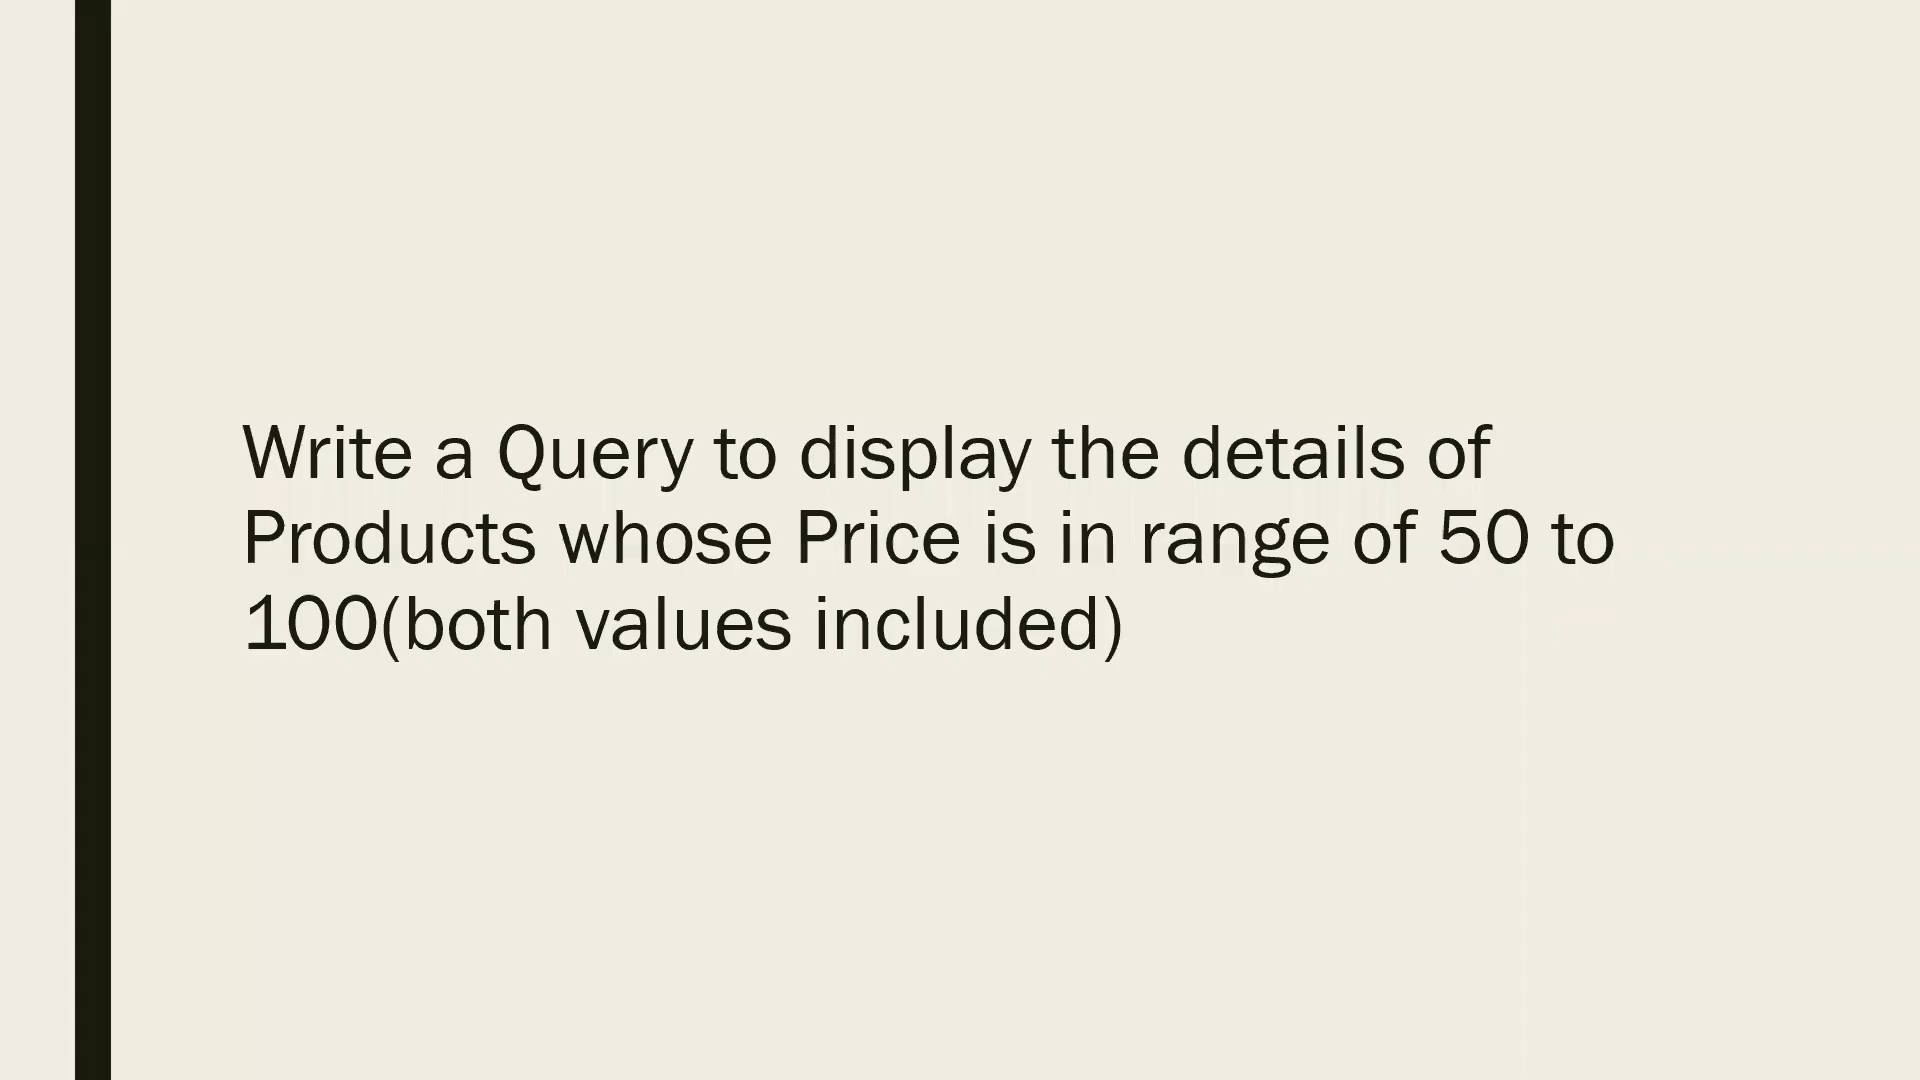 Write a Query to display the details of
Products whose Price is in range of 50 to
100(both values included)